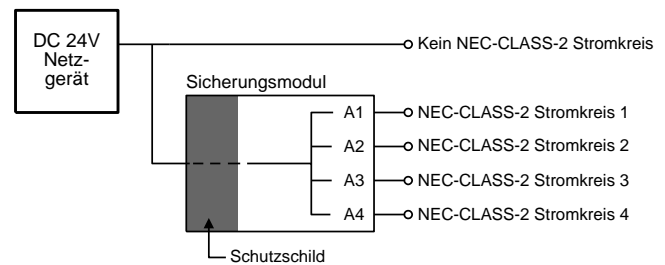 DC 24V
Netz-
gerät
Kein NEC-CLASS-2 Stromkreis
Sicherungsmodul
A1 NEC-CLASS-2 Stromkreis 1
A2 NEC-CLASS-2 Stromkreis 2
A3 NEC-CLASS-2 Stromkreis 3
A4 NEC-CLASS-2 Stromkreis 4
Schutzschild